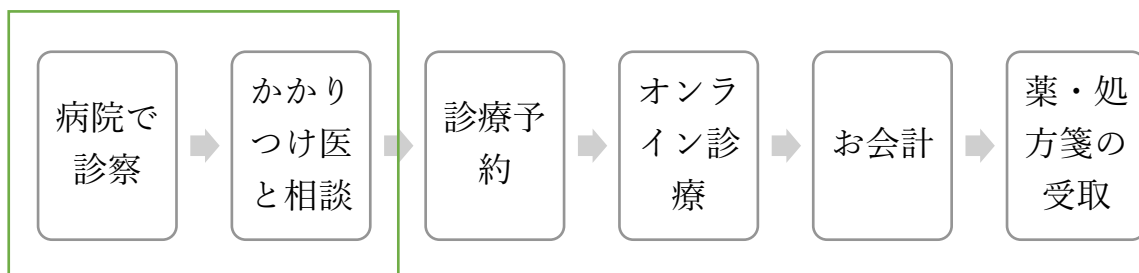 病院で
診察
かかり
つけ医
と相談
診療予
約
オンラ
イン診
療
お会計
薬・処
方箋の
受取